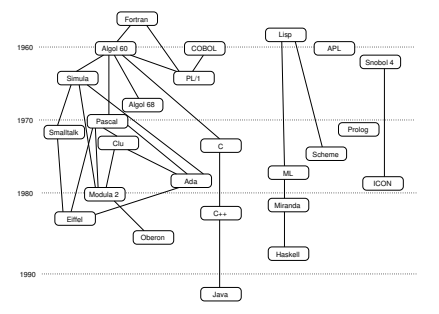 Fortran
Lisp
1960
Algol 60
COBOL
APL
Snobol 4
Simula
PL/1
Algol 68
1970
Pascal
Smalltalk
Prolog
Clu
C
Scheme
ML
Ada
ICON
1980
Modula 2
Miranda
Eiffel
C++
Oberon
Haskell
1990
Java